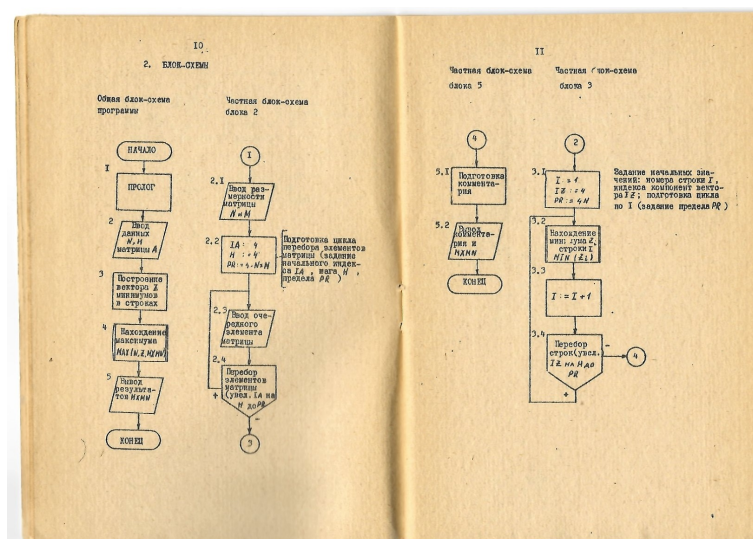 10
2. БЛОК-СХЕМЫ
Общая блок-схема
программы
НАЧАЛО
1
ПРОЛОГ
2
Ввод
данных
N, M
матрицы A
3
Построение
вектора Z
минимумов
в строках
4
Нахождение
максимума
MAX(N,Z,MXMN)
5
Вывод
результа-
тов MXMN
КОНЕЦ
Частная блок-схема
блока 2
1
2.1
Ввод раз-
мерности
матрицы
N и M
2.2
IA: 4
H := 4
PR:= 4·N×M
Подготовка цикла
перебора элементов
матрицы (задание
начального индек-
са IA, шага H,
предела PR)
2.3
Ввод оче-
редного
элемента
матрицы
2.4
Перебор
элементов
матрицы
(увел. IA на
H до PR
+
-
3
11
Частная блок-схема
блока 5
4
5.1
Подготовка
коммента-
рия
5.2
Вывод
коммента-
рия и
MXMN
КОНЕЦ
Частная блок-схема
блока 3
2
3.1
I := 1
IZ := 4
PR := 4N
Задание начальных зна-
чений: номера строки I,
индекса компонент векто-
ра IZ; подготовка цикла
по I (задание предела PR)
3.2
Нахождение
минимума Z
строки I
MIN (Zi)
3.3
I := I + 1
3.4
Перебор
строк(увел.
IZ на H до
PR
-
4
+